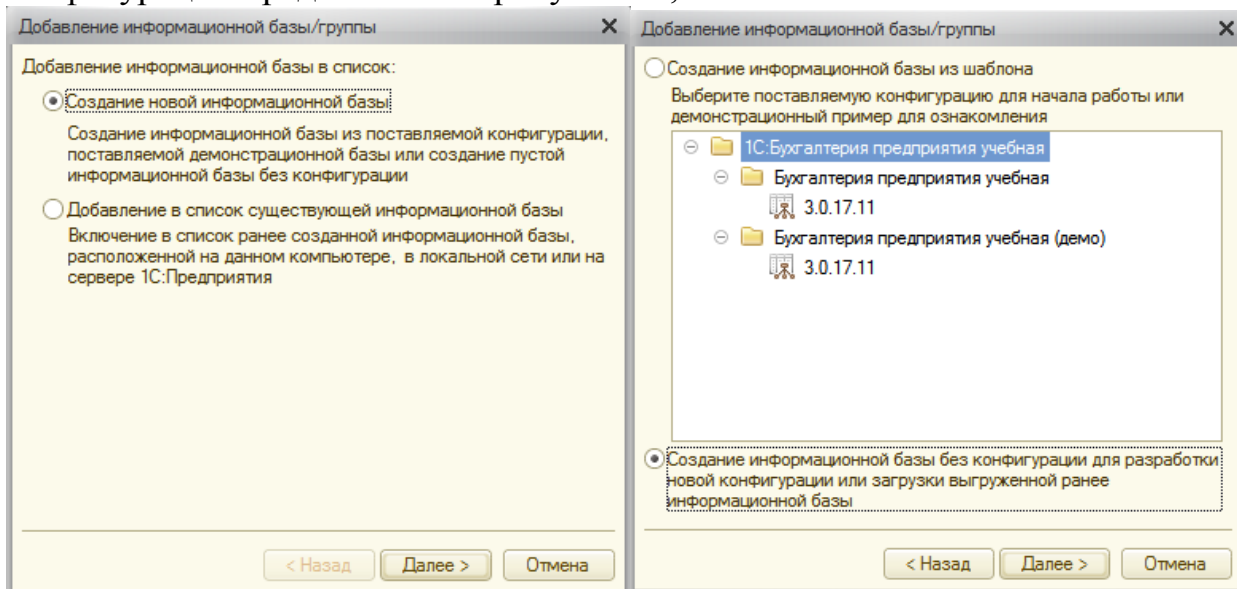 Добавление информационной базы/группы
Добавление информационной базы в список:
Создание новой информационной базы
Создание информационной базы из поставляемой конфигурации,
поставляемой демонстрационной базы или создание пустой
информационной базы без конфигурации
Добавление в список существующей информационной базы
Включение в список ранее созданной информационной базы,
расположенной на данном компьютере, в локальной сети или на
сервере 1С:Предприятия
< Назад
Далее >
Отмена
Добавление информационной базы/группы
Создание информационной базы из шаблона
Выберите поставляемую конфигурацию для начала работы или
демонстрационный пример для ознакомления
1С:Бухгалтерия предприятия учебная
Бухгалтерия предприятия учебная
3.0.17.11
Бухгалтерия предприятия учебная (демо)
3.0.17.11
Создание информационной базы без конфигурации для разработки
новой конфигурации или загрузки выгруженной ранее
информационной базы
< Назад
Далее >
Отмена